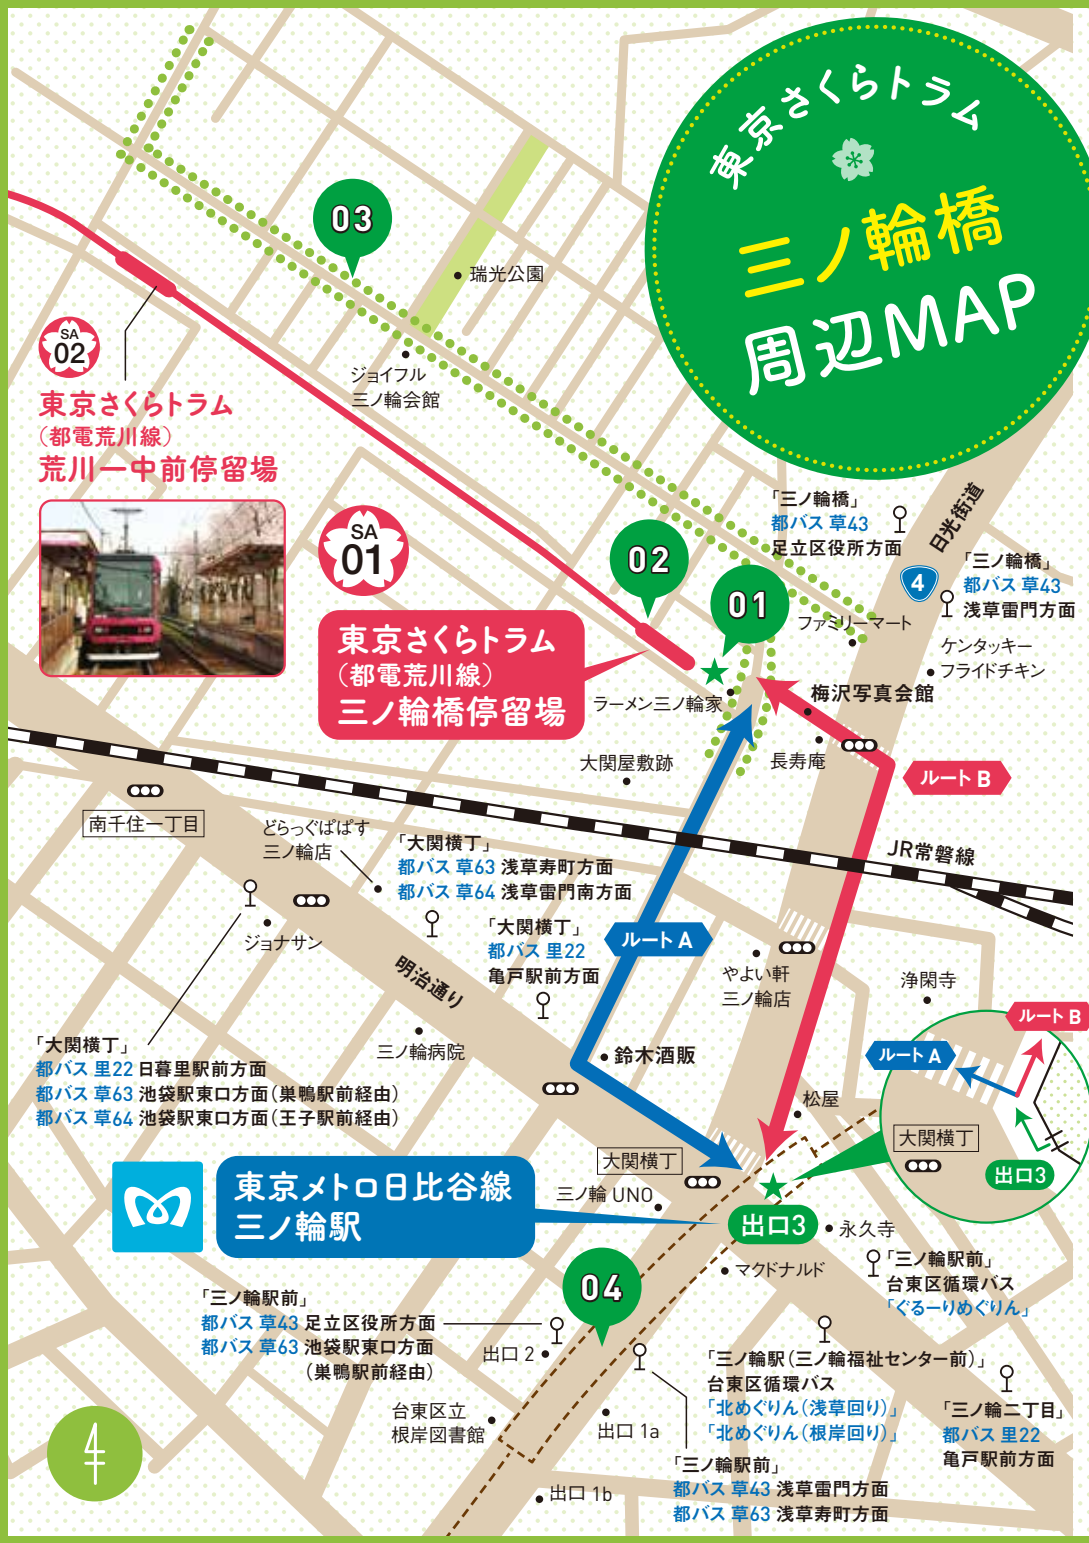 東京さくらトラム
三ノ輪橋
周辺MAP
03
瑞光公園
SA
02
東京さくらトラム
（都電荒川線）
荒川一中前停留場
ジョイフル
三ノ輪会館
SA
01
東京さくらトラム
（都電荒川線）
三ノ輪橋停留場
02
01
「三ノ輪橋」
都バス 草43
足立区役所方面
日光街道
4
「三ノ輪橋」
都バス 草43
浅草雷門方面
ファミリーマート
ケンタッキー
フライドチキン
ラーメン三ノ輪家
梅沢写真会館
大関屋敷跡
長寿庵
ルート B
JR常磐線
南千住一丁目
どらっぐぱぱす
三ノ輪店
「大関横丁」
都バス 草63 浅草寿町方面
都バス 草64 浅草雷門南方面
「大関横丁」
都バス 里22
亀戸駅前方面
ルート A
ジョナサン
明治通り
やよい軒
三ノ輪店
浄閑寺
三ノ輪病院
鈴木酒販
「大関横丁」
都バス 里22 日暮里駅前方面
都バス 草63 池袋駅東口方面（巣鴨駅前経由）
都バス 草64 池袋駅東口方面（王子駅前経由）
ルート B
ルート A
大関横丁
出口3
松屋
大関横丁
三ノ輪 UNO
東京メトロ日比谷線
三ノ輪駅
出口3
永久寺
マクドナルド
「三ノ輪駅前」
台東区循環バス
「ぐるーりめぐりん」
04
「三ノ輪駅前」
都バス 草43 足立区役所方面
都バス 草63 池袋駅東口方面
（巣鴨駅前経由）
出口 2
台東区立
根岸図書館
出口 1a
出口 1b
「三ノ輪駅（三ノ輪福祉センター前）」
台東区循環バス
「北めぐりん（浅草回り）」
「北めぐりん（根岸回り）」
「三ノ輪二丁目」
都バス 里22
亀戸駅前方面
「三ノ輪駅前」
都バス 草43 浅草雷門方面
都バス 草63 浅草寿町方面